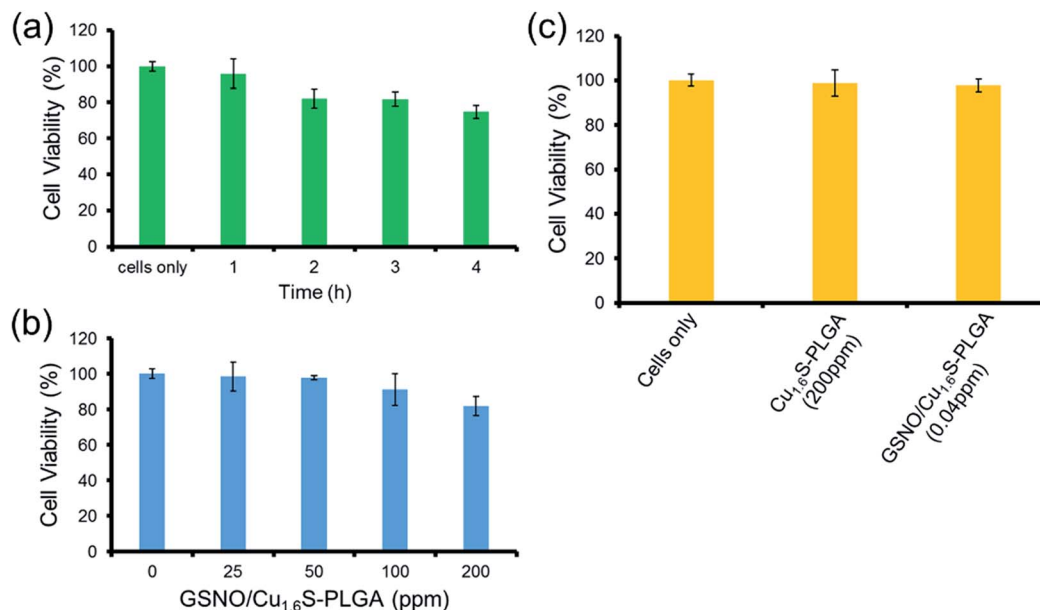 (a)
Cell Viability (%)
120
100
80
60
40
20
0
cells only 1 2 3 4
Time (h)
(b)
Cell Viability (%)
120
100
80
60
40
20
0
0 25 50 100 200
GSNO/Cu₁.₆S-PLGA (ppm)
(c)
Cell Viability (%)
120
100
80
60
40
20
0
Cells only
Cu₁.₆S-PLGA
(200ppm)
GSNO/Cu₁.₆S-PLGA
(0.04ppm)